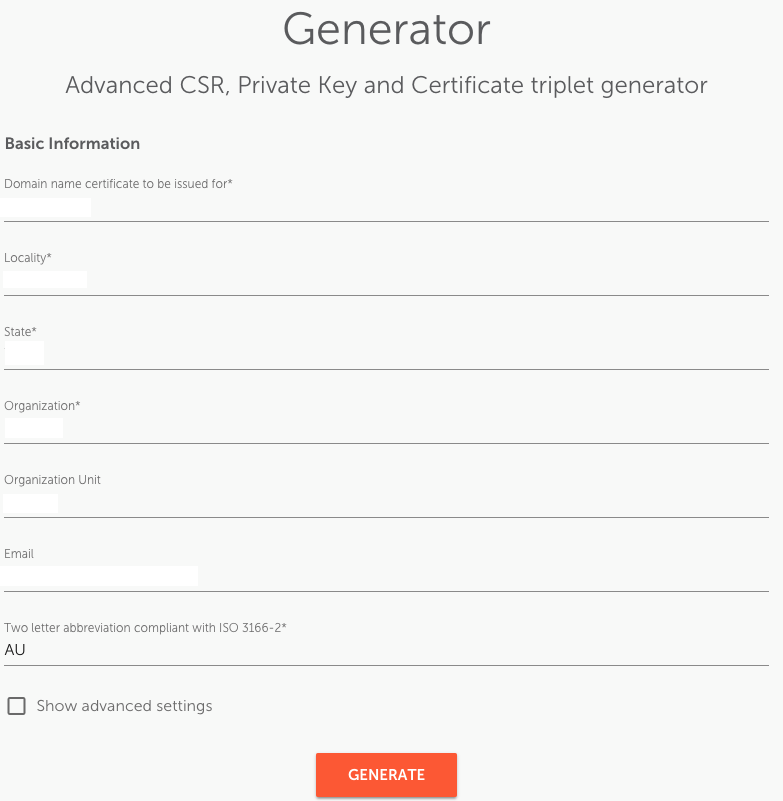 Generator
Advanced CSR, Private Key and Certificate triplet generator
Basic Information
Domain name certificate to be issued for*
Locality*
State*
Organization*
Organization Unit
Email
Two letter abbreviation compliant with ISO 3166-2*
AU
Show advanced settings
GENERATE